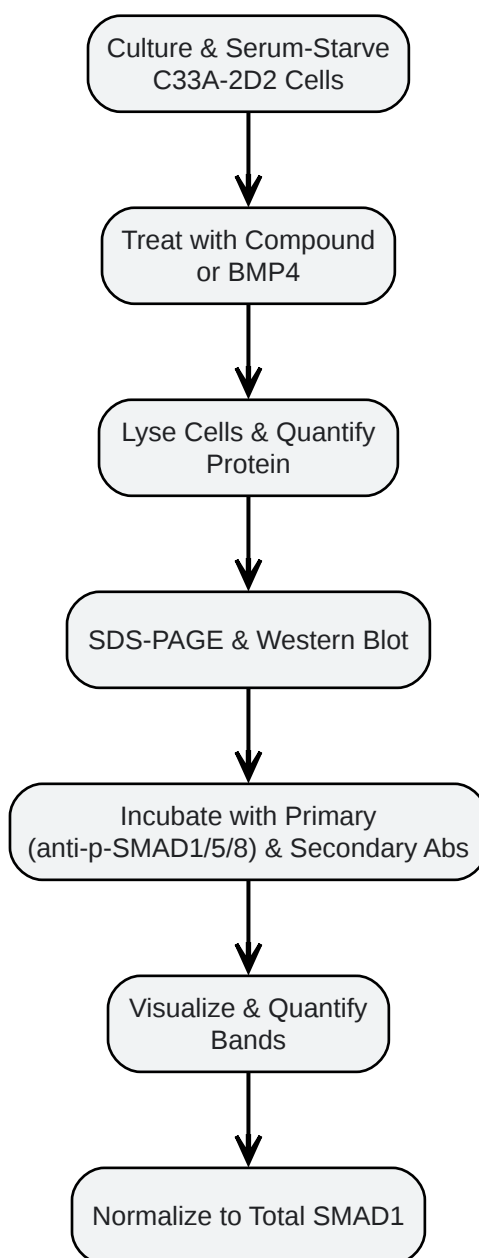 Culture & Serum-Starve
C33A-2D2 Cells
Treat with Compound
or BMP4
Lyse Cells & Quantify
Protein
SDS-PAGE & Western Blot
Incubate with Primary
(anti-p-SMAD1/5/8) & Secondary Abs
Visualize & Quantify
Bands
Normalize to Total SMAD1